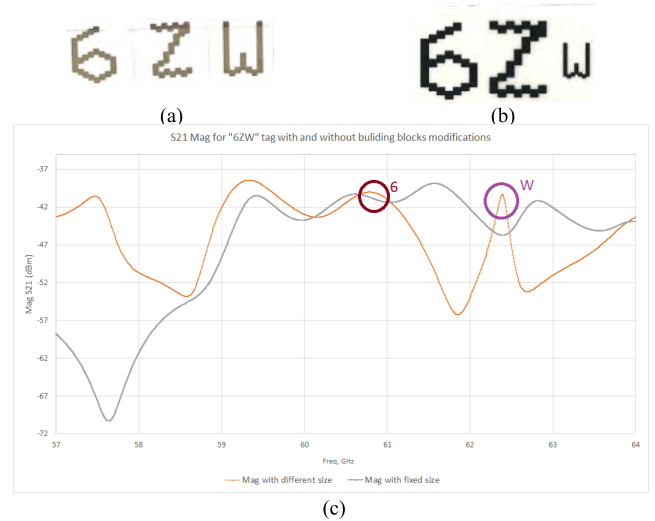 6ZW
6Zw
(a)
(b)
S21 Mag for "6ZW" tag with and without buliding blocks modifications
-37
-42
-47
-52
-57
-62
-67
-72
Mag S21 (dBm)
6
W
57
58
59
60
61
62
63
64
Freq, GHz
Mag with different size
Mag with fixed size
(c)